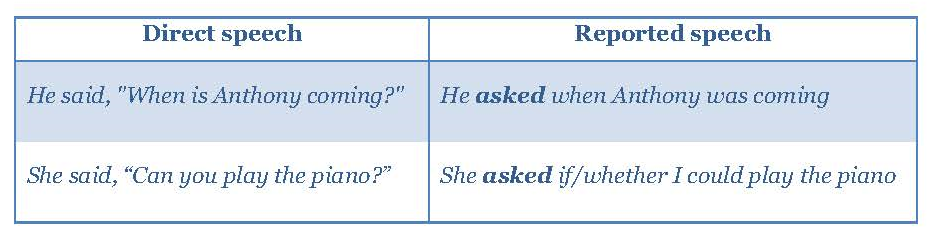 Direct speech Reported speech
He said, "When is Anthony coming?" He asked when Anthony was coming
She said, “Can you play the piano?” She asked if/whether I could play the piano